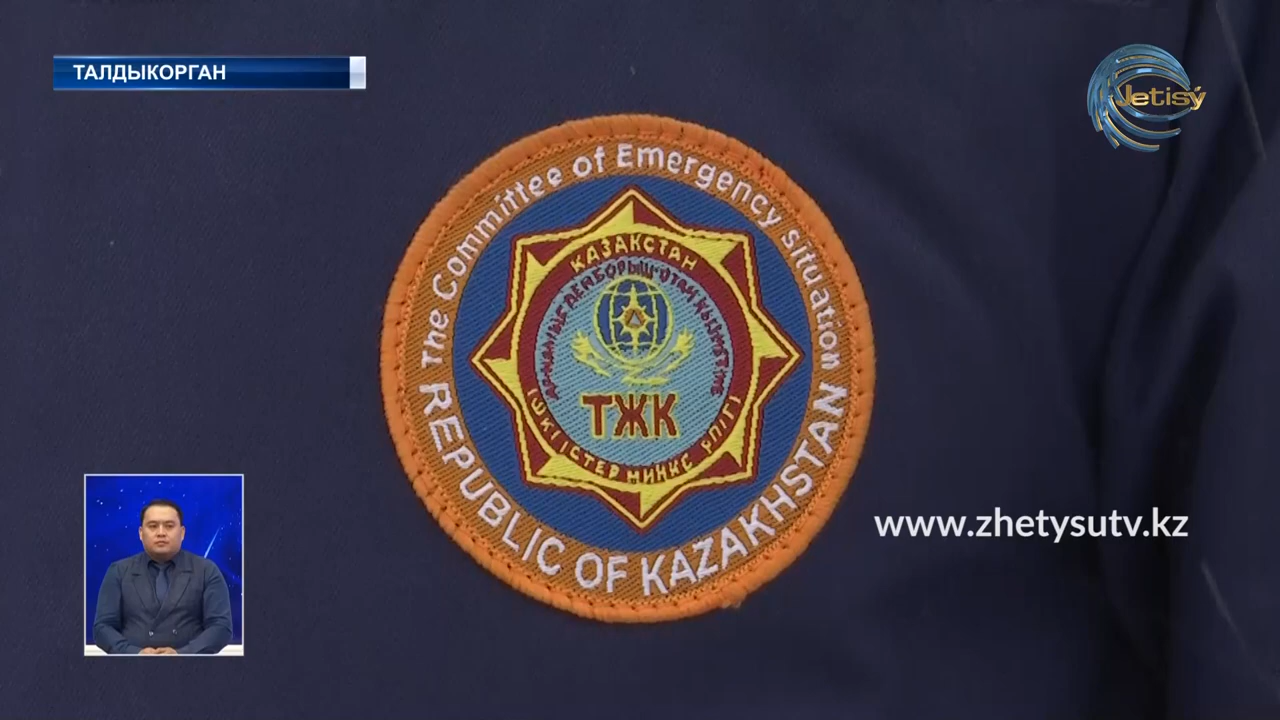 ТАЛДЫКОРГАН
Jetisý
The Committee of Emergency situation
REPUBLIC OF KAZAKHSTAN
ҚАЗАҚСТАН
ТЖК
www.zhetysutv.kz